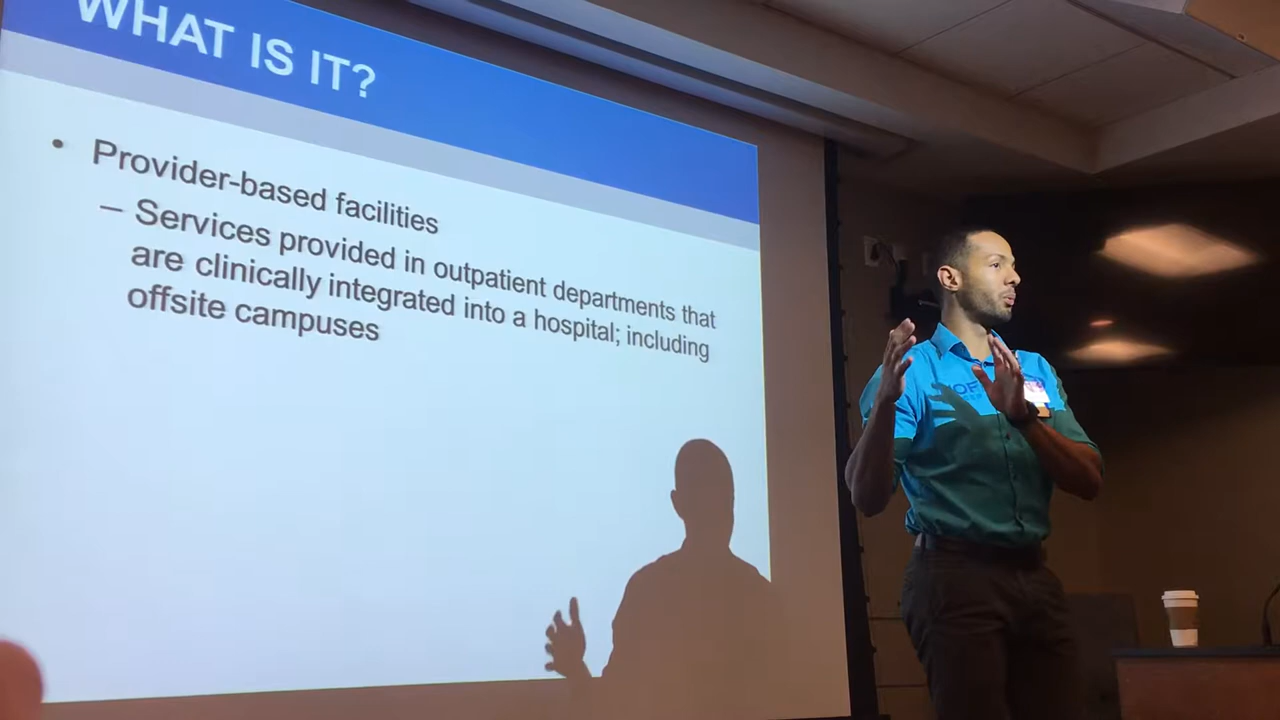 WHAT IS IT?
• Provider-based facilities
– Services provided in outpatient departments that
are clinically integrated into a hospital; including
offsite campuses